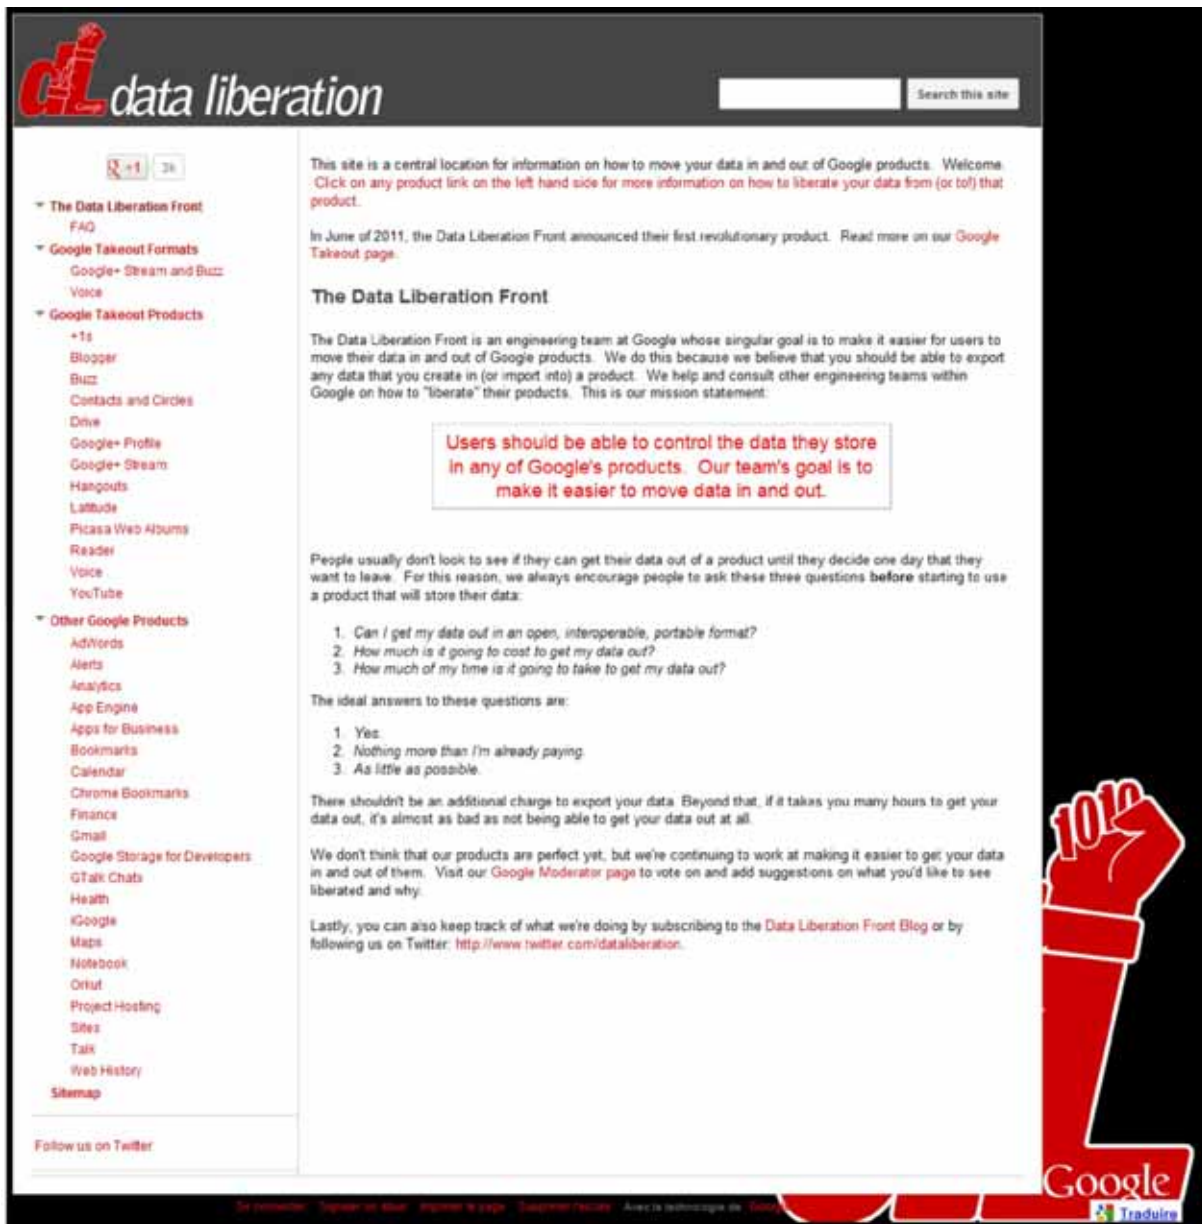 dL Google data liberation
Search this site
+1 3k
The Data Liberation Front
FAQ
Google Takeout Formats
Google+ Stream and Buzz
Voice
Google Takeout Products
+1s
Blogger
Buzz
Contacts and Circles
Drive
Google+ Profile
Google+ Stream
Hangouts
Latitude
Picasa Web Albums
Reader
Voice
YouTube
Other Google Products
AdWords
Alerts
Analytics
App Engine
Apps for Business
Bookmarks
Calendar
Chrome Bookmarks
Finance
Gmail
Google Storage for Developers
GTalk Chats
Health
iGoogle
Maps
Notebook
Orkut
Project Hosting
Sites
Talk
Web History
Sitemap
Follow us on Twitter
This site is a central location for information on how to move your data in and out of Google products. Welcome.
Click on any product link on the left hand side for more information on how to liberate your data from (or to!) that
product.
In June of 2011, the Data Liberation Front announced their first revolutionary product. Read more on our Google
Takeout page.
The Data Liberation Front
The Data Liberation Front is an engineering team at Google whose singular goal is to make it easier for users to
move their data in and out of Google products. We do this because we believe that you should be able to export
any data that you create in (or import into) a product. We help and consult other engineering teams within
Google on how to "liberate" their products. This is our mission statement:
Users should be able to control the data they store
in any of Google's products. Our team's goal is to
make it easier to move data in and out.
People usually don't look to see if they can get their data out of a product until they decide one day that they
want to leave. For this reason, we always encourage people to ask these three questions before starting to use
a product that will store their data:
1. Can I get my data out in an open, interoperable, portable format?
2. How much is it going to cost to get my data out?
3. How much of my time is it going to take to get my data out?
The ideal answers to these questions are:
1. Yes.
2. Nothing more than I'm already paying.
3. As little as possible.
There shouldn't be an additional charge to export your data. Beyond that, if it takes you many hours to get your
data out, it's almost as bad as not being able to get your data out at all.
We don't think that our products are perfect yet, but we're continuing to work at making it easier to get your data
in and out of them. Visit our Google Moderator page to vote on and add suggestions on what you'd like to see
liberated and why.
Lastly, you can also keep track of what we're doing by subscribing to the Data Liberation Front Blog or by
following us on Twitter: http://www.twitter.com/dataliberation.
1010
Google
Traduire
Se connecter Signaler un abus Imprimer la page Avec la technologie de